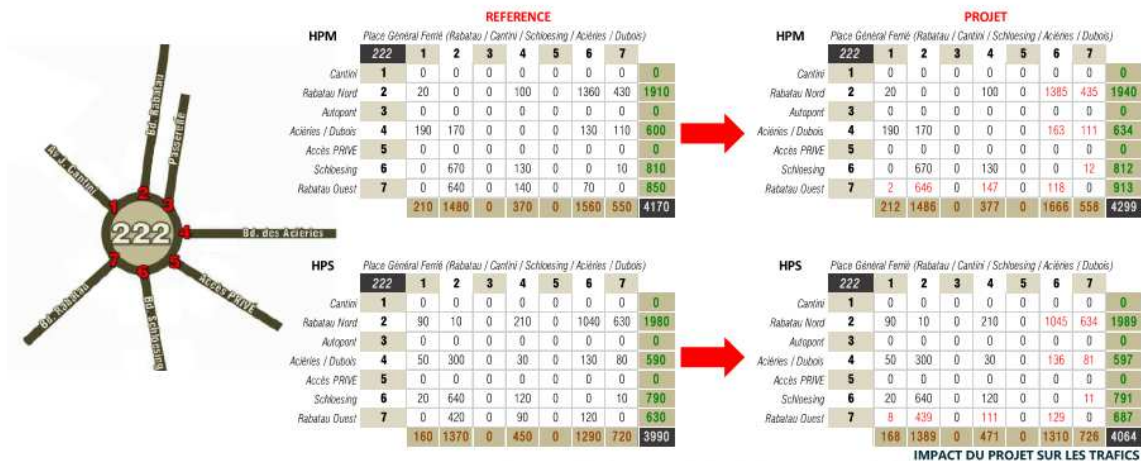 REFERENCE
PROJET
HPM Place Général Ferrié (Rabatau / Cantini / Schloesing / Aciéries / Dubois)
222 1 2 3 4 5 6 7
Cantini 1 0 0 0 0 0 0 0 0
Rabatau Nord 2 20 0 0 100 0 1360 430 1910
Autopont 3 0 0 0 0 0 0 0 0
Aciéries / Dubois 4 190 170 0 0 0 130 110 600
Accès PRIVE 5 0 0 0 0 0 0 0 0
Schloesing 6 0 670 0 130 0 0 10 810
Rabatau Ouest 7 0 640 0 140 0 70 0 850
210 1480 0 370 0 1560 550 4170
HPM Place Général Ferrié (Rabatau / Cantini / Schloesing / Aciéries / Dubois)
222 1 2 3 4 5 6 7
Cantini 1 0 0 0 0 0 0 0 0
Rabatau Nord 2 20 0 0 100 0 1385 435 1940
Autopont 3 0 0 0 0 0 0 0 0
Aciéries / Dubois 4 190 170 0 0 0 163 111 634
Accès PRIVE 5 0 0 0 0 0 0 0 0
Schloesing 6 0 670 0 130 0 0 12 812
Rabatau Ouest 7 2 646 0 147 0 118 0 913
212 1486 0 377 0 1666 558 4299
Bd. Rabatau
Passerelle
Av J. Cantini
Bd. des Aciéries
Accès PRIVÉ
Bd. Schloesing
Bd. Rabatau
222
1
2
3
4
5
6
7
HPS Place Général Ferrié (Rabatau / Cantini / Schloesing / Aciéries / Dubois)
222 1 2 3 4 5 6 7
Cantini 1 0 0 0 0 0 0 0 0
Rabatau Nord 2 90 10 0 210 0 1040 630 1980
Autopont 3 0 0 0 0 0 0 0 0
Aciéries / Dubois 4 50 300 0 30 0 130 80 590
Accès PRIVE 5 0 0 0 0 0 0 0 0
Schloesing 6 20 640 0 120 0 0 10 790
Rabatau Ouest 7 0 420 0 90 0 120 0 630
160 1370 0 450 0 1290 720 3990
HPS Place Général Ferrié (Rabatau / Cantini / Schloesing / Aciéries / Dubois)
222 1 2 3 4 5 6 7
Cantini 1 0 0 0 0 0 0 0 0
Rabatau Nord 2 90 10 0 210 0 1045 634 1989
Autopont 3 0 0 0 0 0 0 0 0
Aciéries / Dubois 4 50 300 0 30 0 136 81 597
Accès PRIVE 5 0 0 0 0 0 0 0 0
Schloesing 6 20 640 0 120 0 0 11 791
Rabatau Ouest 7 8 439 0 111 0 129 0 687
168 1389 0 471 0 1310 726 4064
IMPACT DU PROJET SUR LES TRAFICS